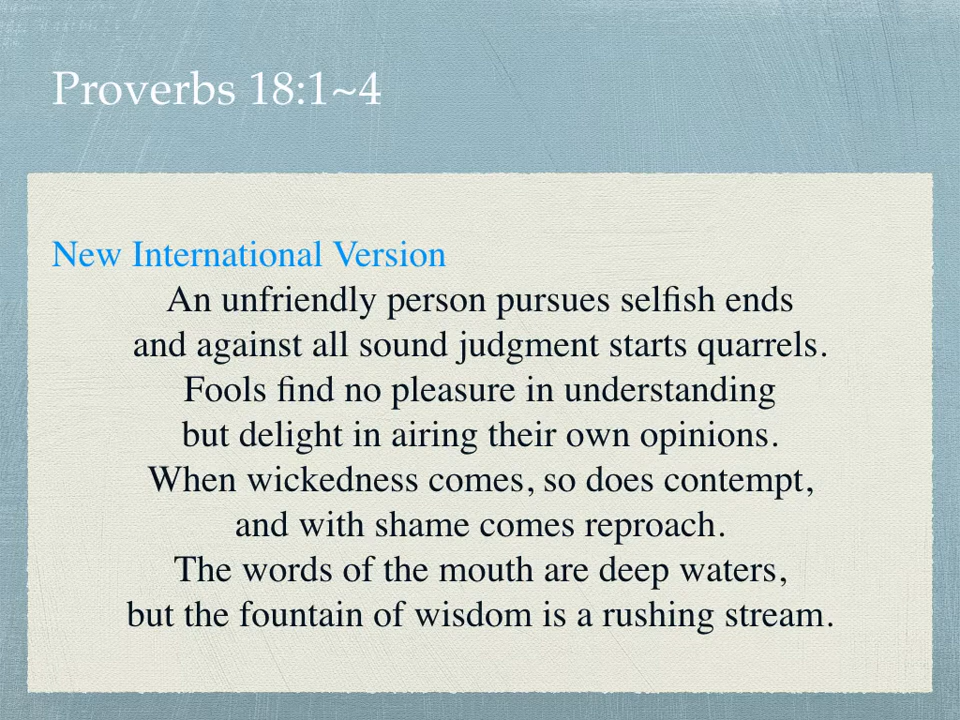 Proverbs 18:1~4
New International Version
An unfriendly person pursues selfish ends
and against all sound judgment starts quarrels.
Fools find no pleasure in understanding
but delight in airing their own opinions.
When wickedness comes, so does contempt,
and with shame comes reproach.
The words of the mouth are deep waters,
but the fountain of wisdom is a rushing stream.